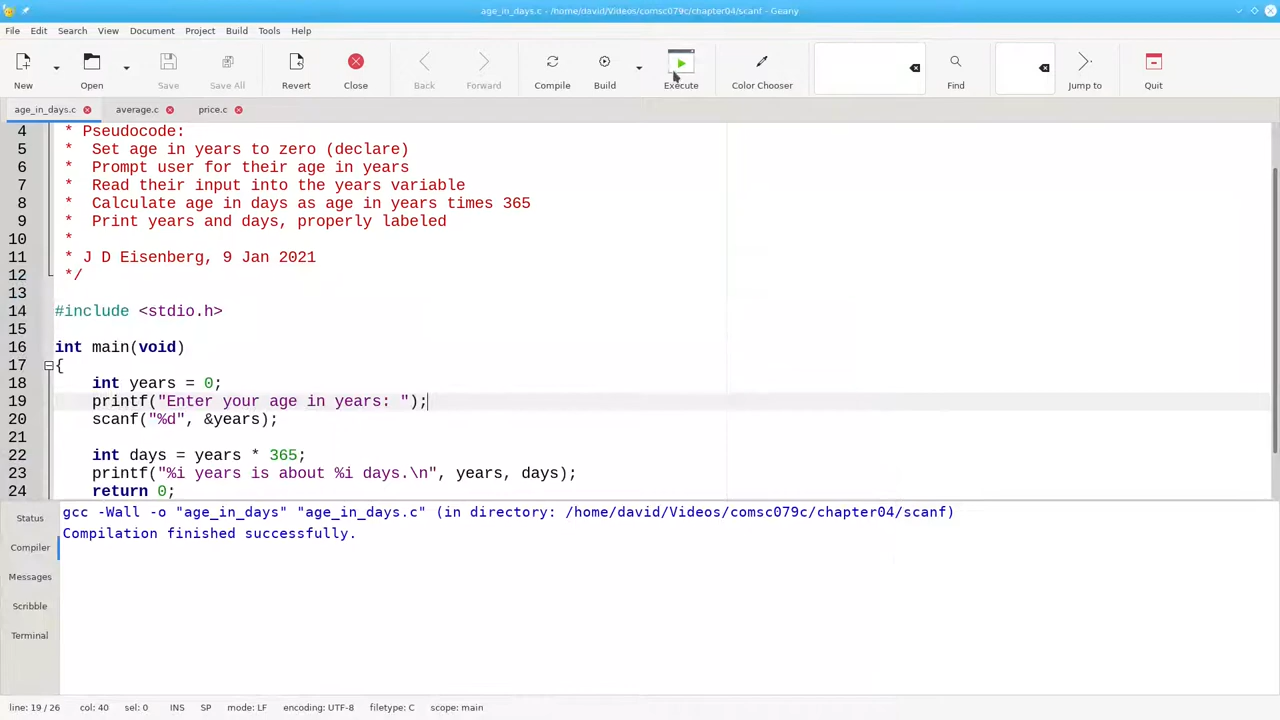 age_in_days.c - /home/david/Videos/comsc079c/chapter04/scanf - Geany
File Edit Search View Document Project Build Tools Help
New Open Save Save All Revert Close Back Forward Compile Build Execute Color Chooser Find Jump to Quit
age_in_days.c average.c price.c
4 * Pseudocode:
5 *  Set age in years to zero (declare)
6 *  Prompt user for their age in years
7 *  Read their input into the years variable
8 *  Calculate age in days as age in years times 365
9 *  Print years and days, properly labeled
10 *
11 * J D Eisenberg, 9 Jan 2021
12 */
13
14 #include <stdio.h>
15
16 int main(void)
17 {
18     int years = 0;
19     printf("Enter your age in years: ");
20     scanf("%d", &years);
21
22     int days = years * 365;
23     printf("%i years is about %i days.\n", years, days);
24     return 0;
Status
Compiler
Messages
Scribble
Terminal
gcc -Wall -o "age_in_days" "age_in_days.c" (in directory: /home/david/Videos/comsc079c/chapter04/scanf)
Compilation finished successfully.
line: 19 / 26 col: 40 sel: 0 INS SP mode: LF encoding: UTF-8 filetype: C scope: main